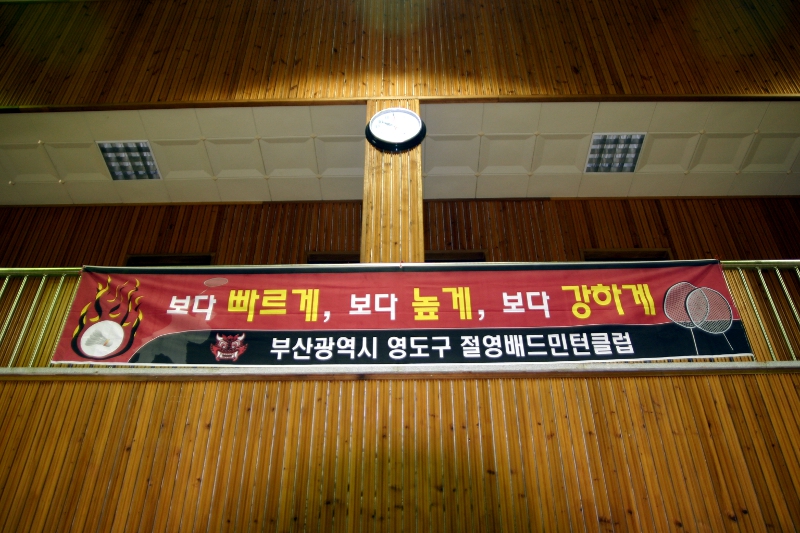 보다 빠르게, 보다 높게, 보다 강하게
부산광역시 영도구 절영배드민턴클럽